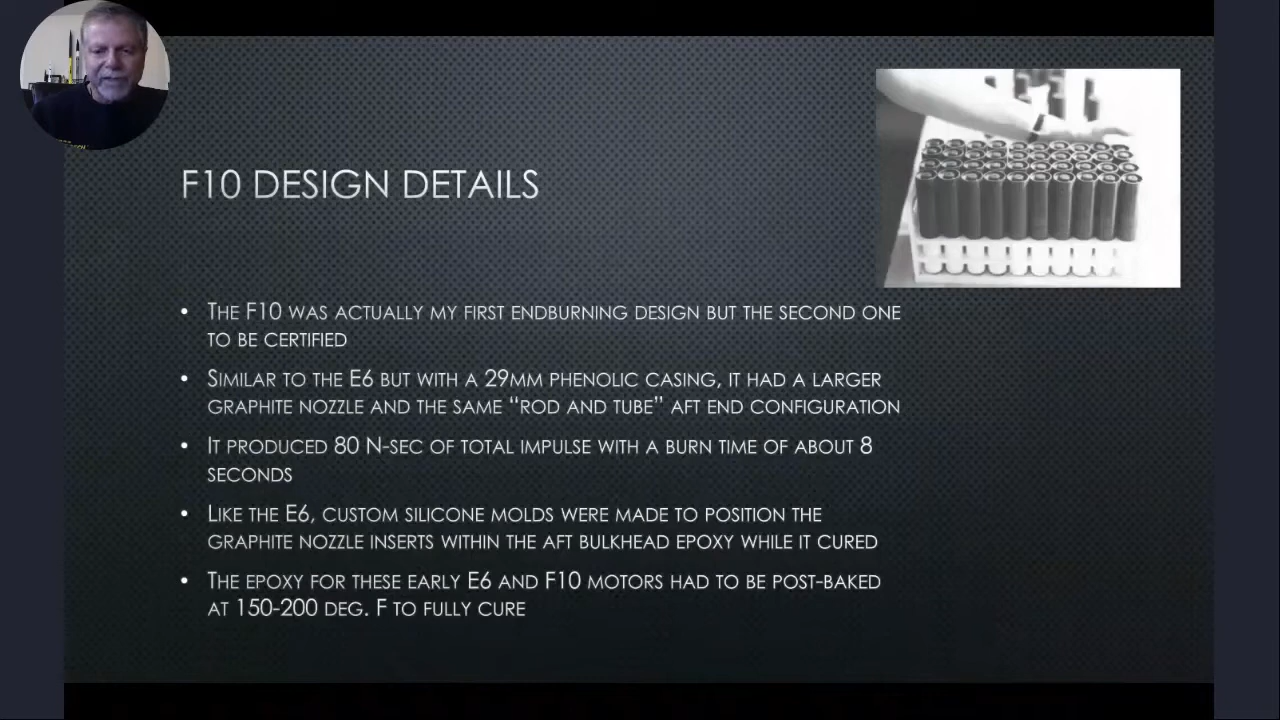 F10 DESIGN DETAILS
• THE F10 WAS ACTUALLY MY FIRST ENDBURNING DESIGN BUT THE SECOND ONE
TO BE CERTIFIED
• SIMILAR TO THE E6 BUT WITH A 29MM PHENOLIC CASING, IT HAD A LARGER
GRAPHITE NOZZLE AND THE SAME “ROD AND TUBE” AFT END CONFIGURATION
• IT PRODUCED 80 N-SEC OF TOTAL IMPULSE WITH A BURN TIME OF ABOUT 8
SECONDS
• LIKE THE E6, CUSTOM SILICONE MOLDS WERE MADE TO POSITION THE
GRAPHITE NOZZLE INSERTS WITHIN THE AFT BULKHEAD EPOXY WHILE IT CURED
• THE EPOXY FOR THESE EARLY E6 AND F10 MOTORS HAD TO BE POST-BAKED
AT 150-200 DEG. F TO FULLY CURE